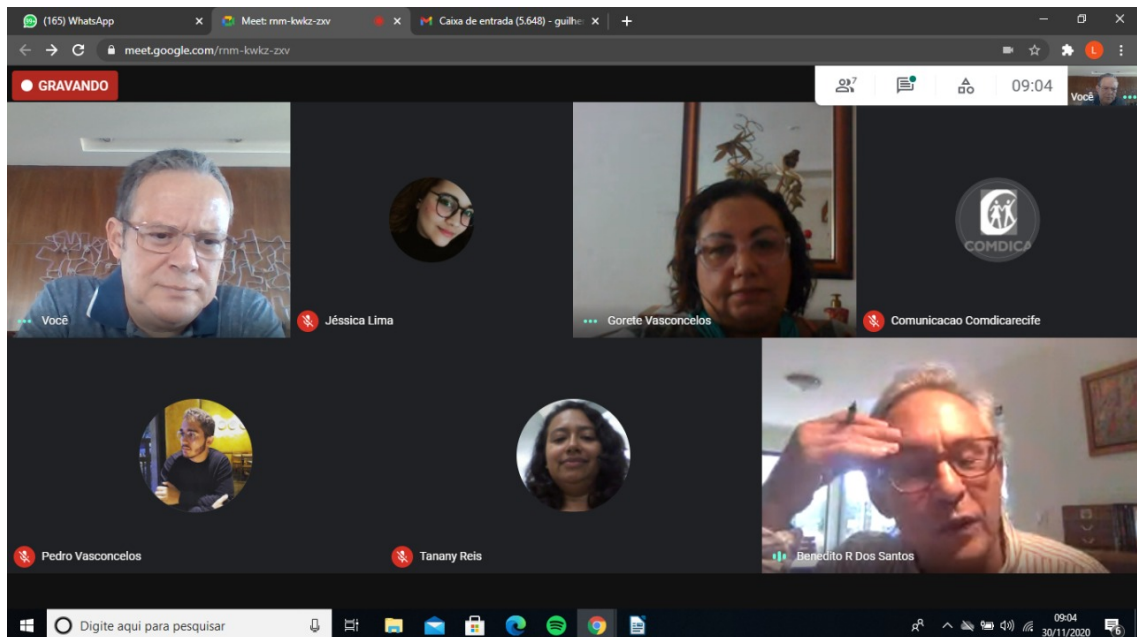 (165) WhatsApp
Meet: rnm-kwkz-zxv
Caixa de entrada (5.648) - guilhe
meet.google.com/rnm-kwkz-zxv
L
GRAVANDO
7
09:04
Você
Você
Jéssica Lima
Gorete Vasconcelos
COMDICA
Comunicacao Comdicarecife
Pedro Vasconcelos
Tanany Reis
Benedito R Dos Santos
Digite aqui para pesquisar
09:04
30/11/2020
6